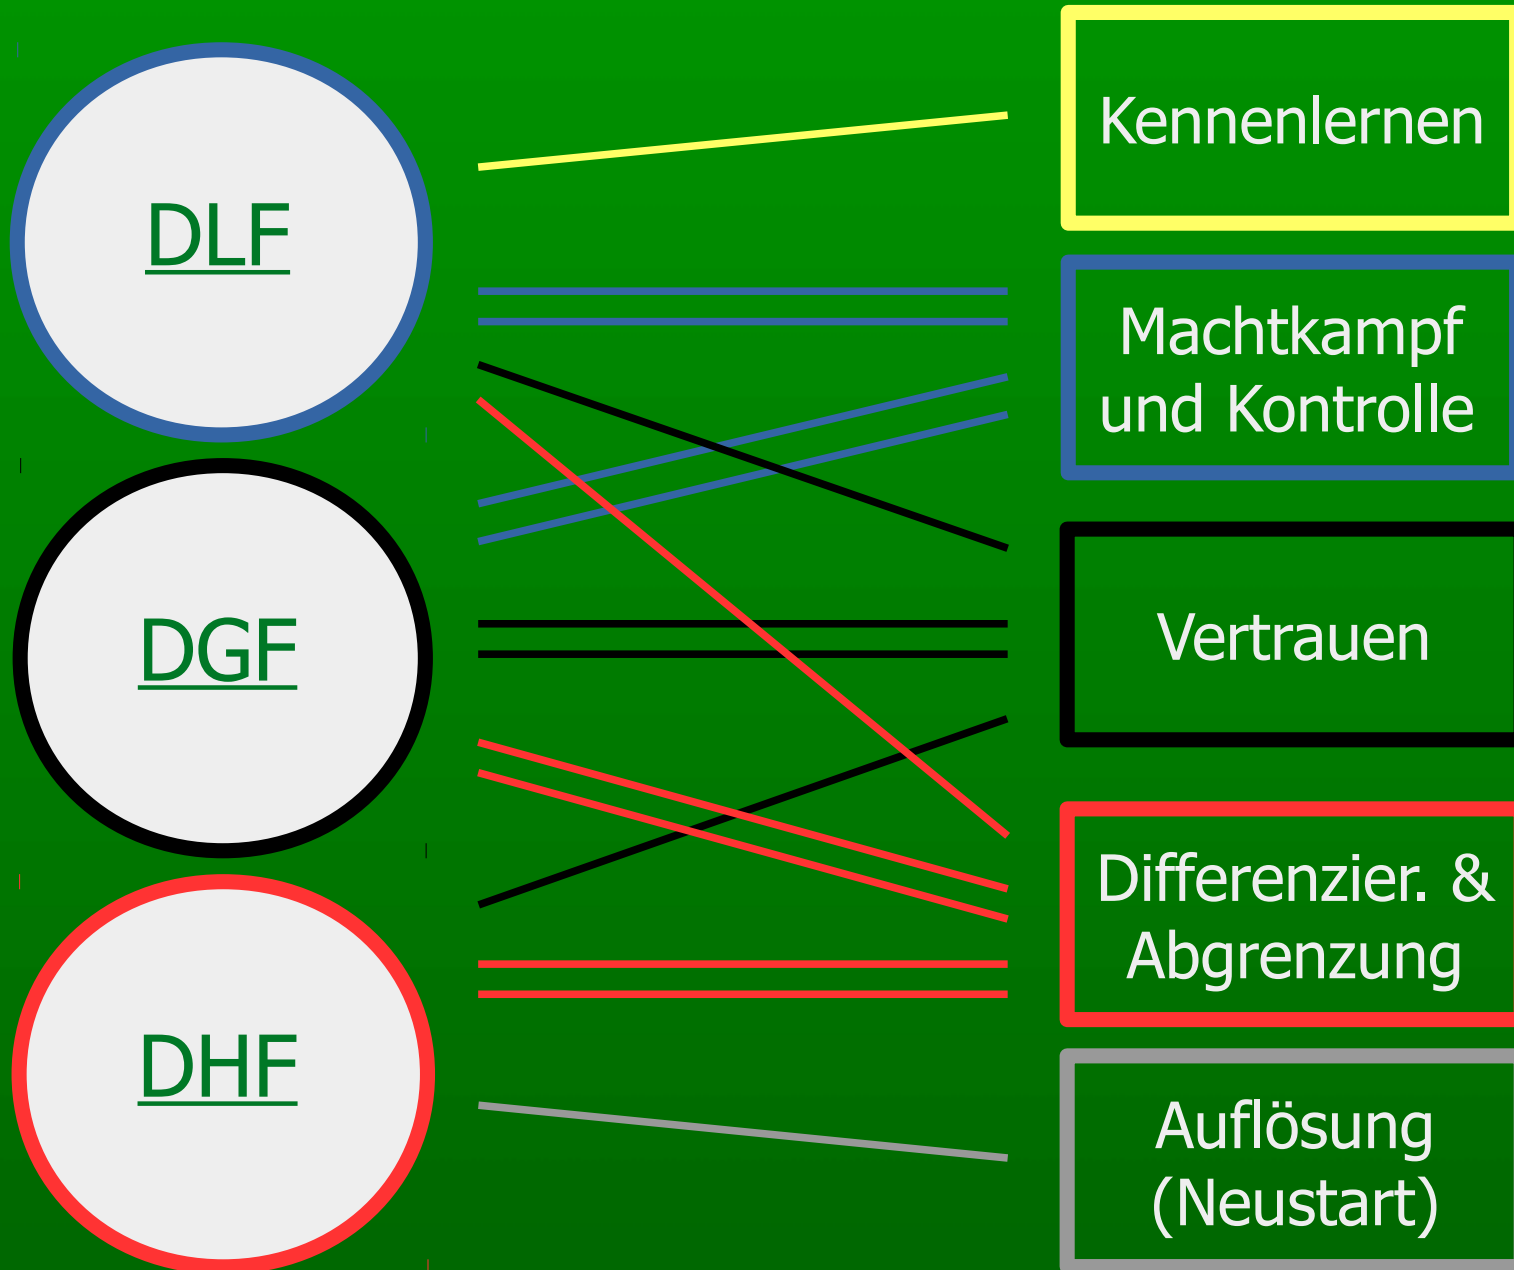 DLF
DGF
DHF
Kennenlernen
Machtkampf
und Kontrolle
Vertrauen
Differenzier. &
Abgrenzung
Auflösung
(Neustart)